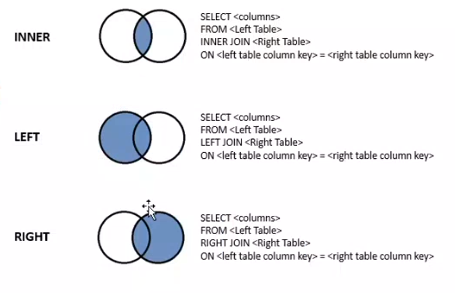 INNER
SELECT <columns>
FROM <Left Table>
INNER JOIN <Right Table>
ON <left table column key> = <right table column key>
LEFT
SELECT <columns>
FROM <Left Table>
LEFT JOIN <Right Table>
ON <left table column key> = <right table column key>
RIGHT
SELECT <columns>
FROM <Left Table>
RIGHT JOIN <Right Table>
ON <left table column key> = <right table column key>